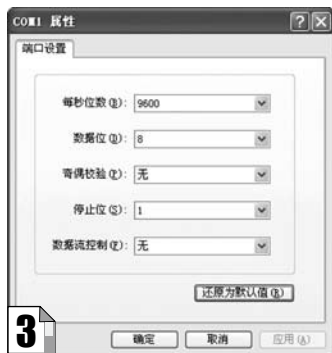 COM1 属性
端口设置
每秒位数(B): 9600
数据位(D): 8
奇偶校验(P): 无
停止位(S): 1
数据流控制(F): 无
还原为默认值(R)
3
确定 取消 应用(A)